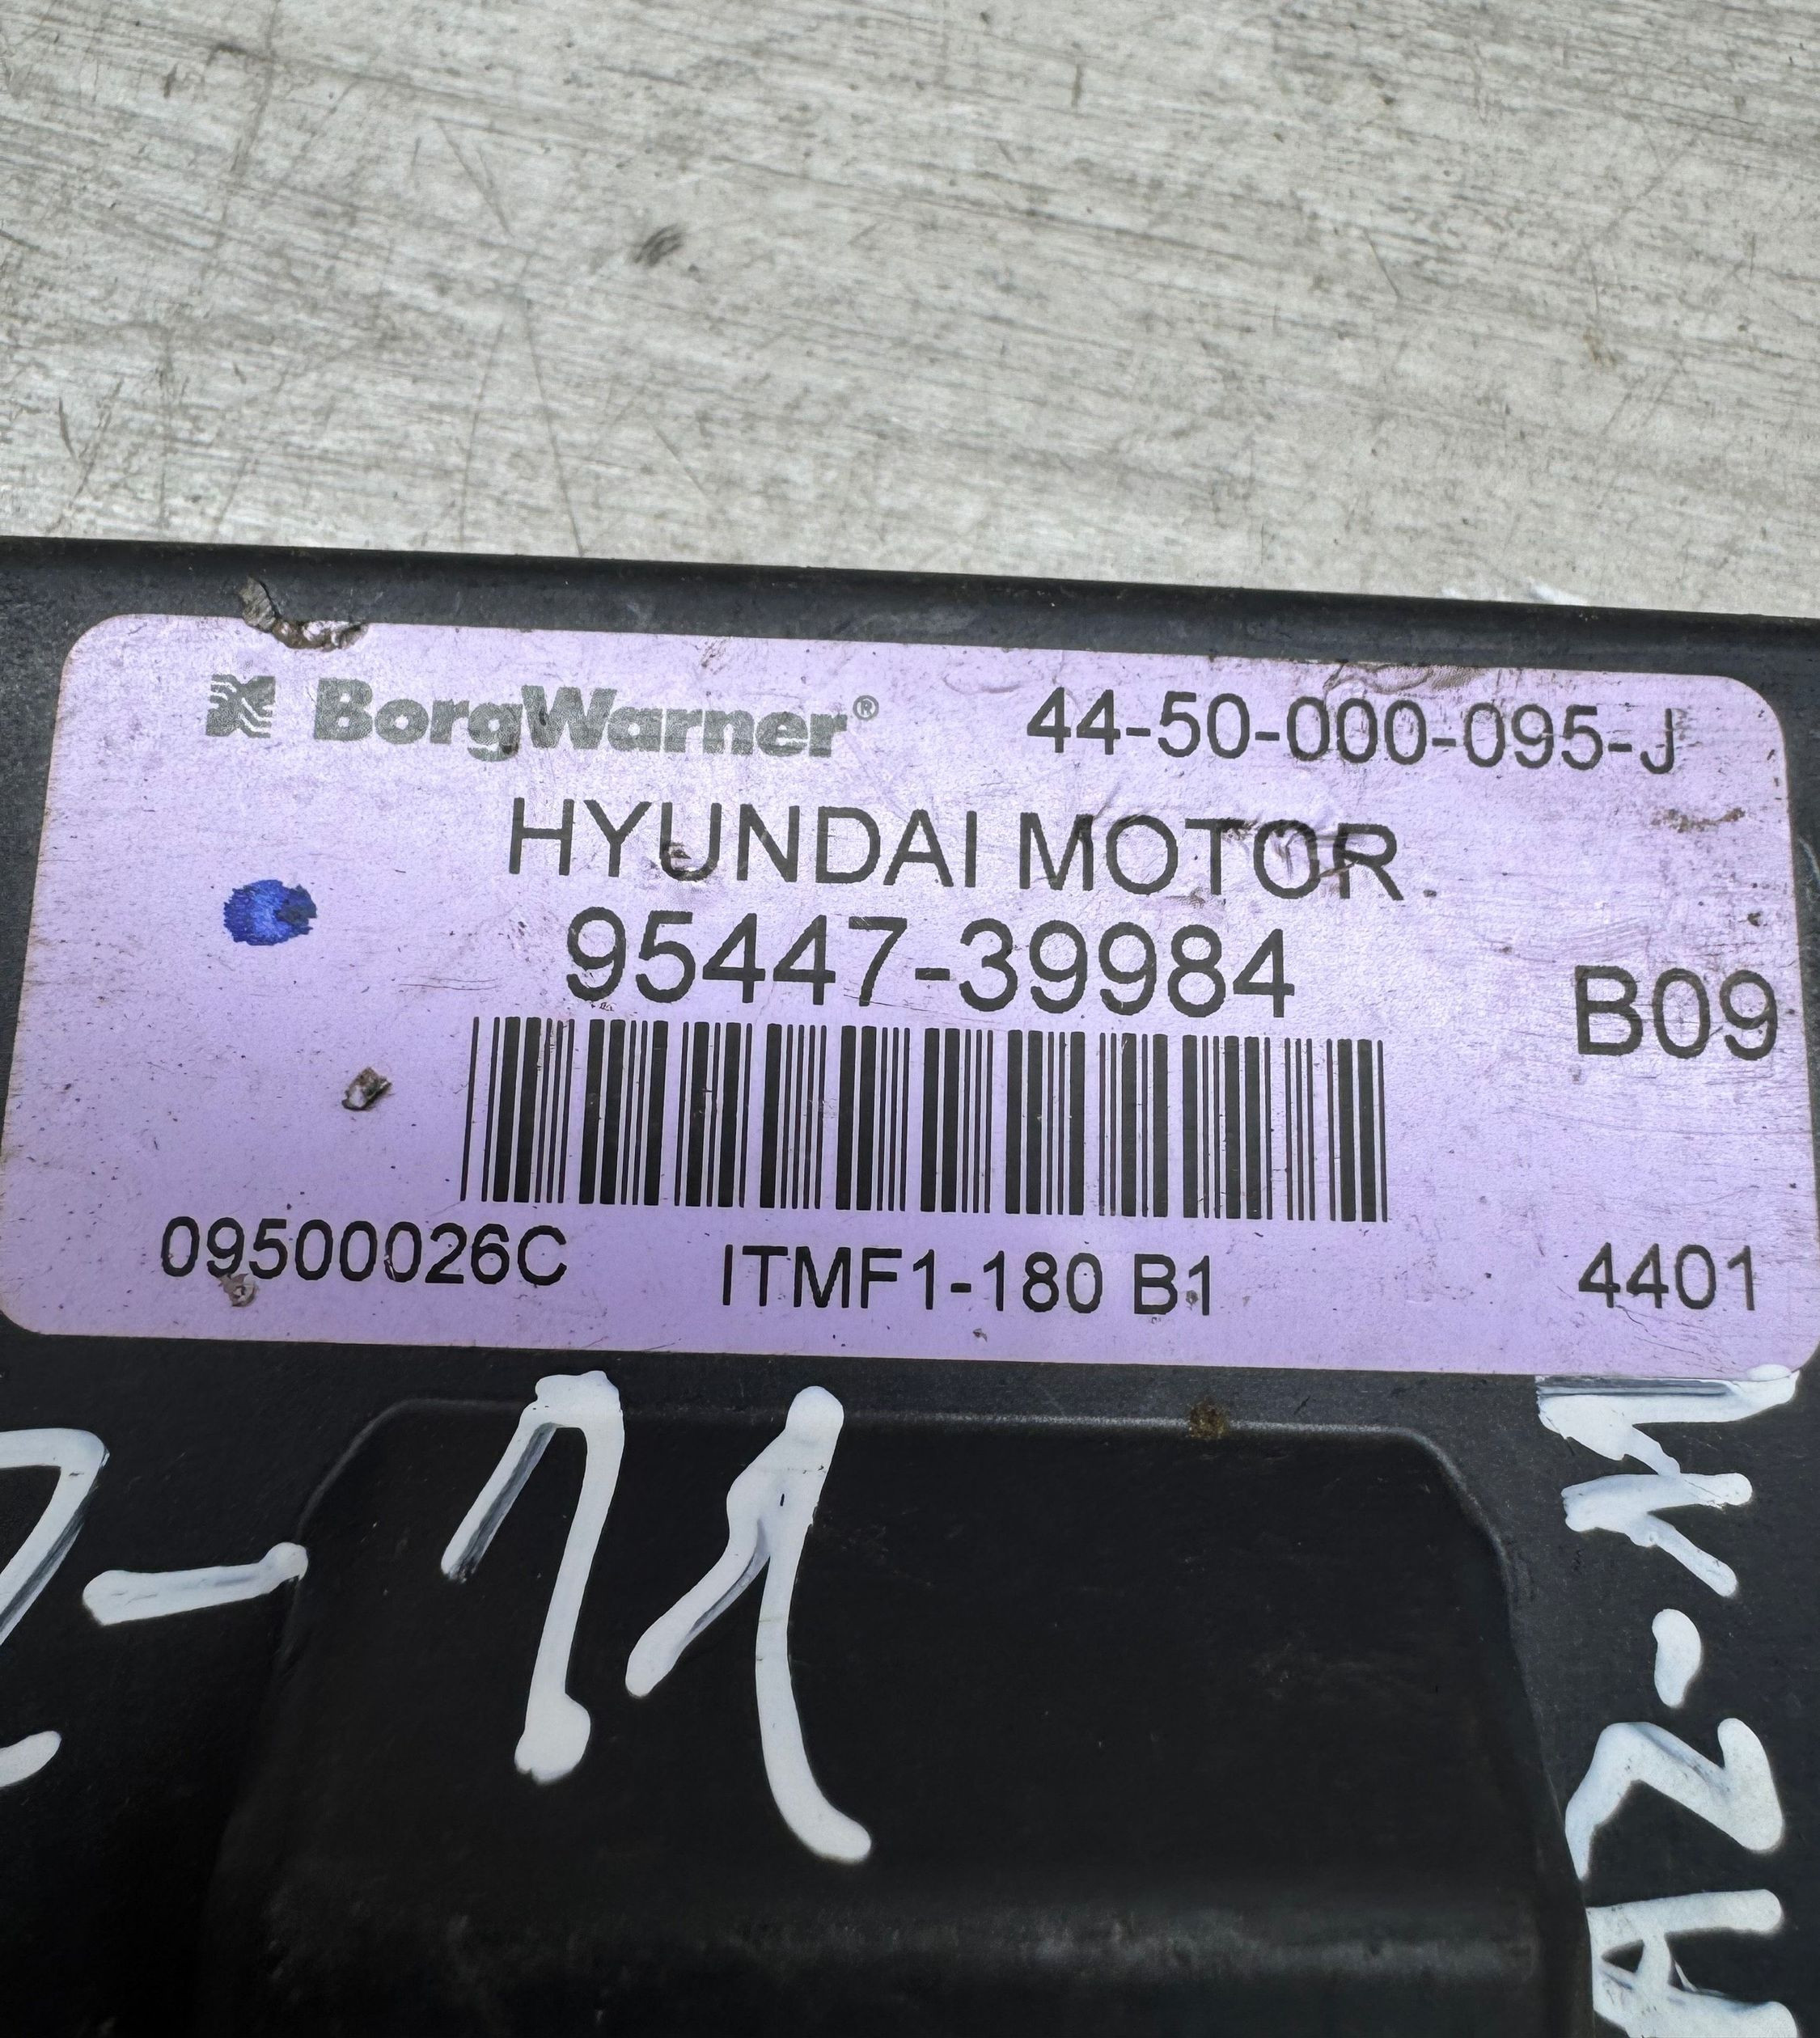 BorgWarner® 44-50-000-095-J
HYUNDAI MOTOR
95447-39984
B09
09500026C ITMF1-180 B1 4401